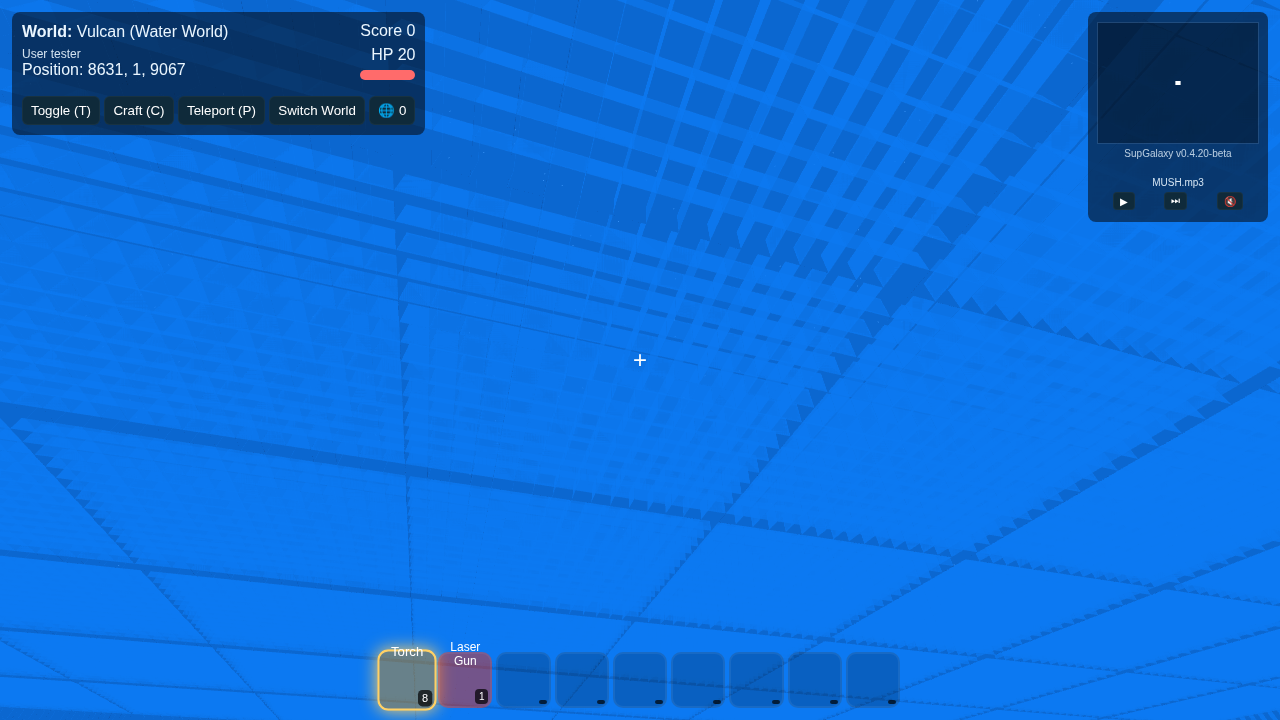 World: Vulcan (Water World)
Score 0
User tester
HP 20
Position: 8631, 1, 9067
Toggle (T)
Craft (C)
Teleport (P)
Switch World
0
SupGalaxy v0.4.20-beta
MUSH.mp3
Torch
8
Laser
Gun
1